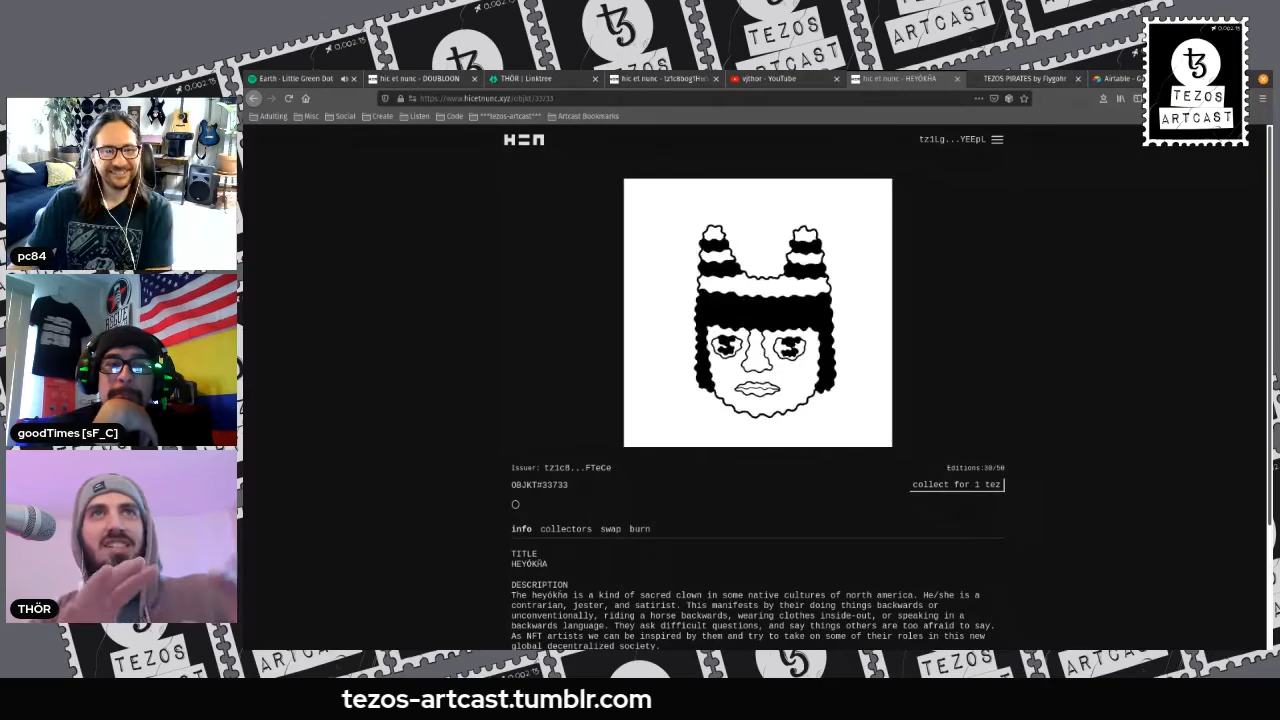 TEZOS
ARTCAST
0.002 ꜩ
Earth - Little Green Dot
hic et nunc - DOUBLOON
THÖR | Linktree
hic et nunc - tz1c8bog1Hw
vjthor - YouTube
hic et nunc - HEYÓKȞA
TEZOS PIRATES by Flygohr
Airtable - Ga
https://www.hicetnunc.xyz/objkt/33733
Adulting
Misc
Social
Create
Listen
Code
***tezos-artcast***
Artcast Bookmarks
tz1Lg...YEEpL
Issuer: tz1c8...FTeCe
Editions:30/50
OBJKT#33733
collect for 1 tez
info collectors swap burn
TITLE
HEYÓKȞA
DESCRIPTION
The heyókȟa is a kind of sacred clown in some native cultures of north america. He/she is a
contrarian, jester, and satirist. This manifests by their doing things backwards or
unconventionally, riding a horse backwards, wearing clothes inside-out, or speaking in a
backwards language. They ask difficult questions, and say things others are too afraid to say.
As NFT artists we can be inspired by them and try to take on some of their roles in this new
global decentralized society.
pc84
goodTimes [sF_C]
THÖR
tezos-artcast.tumblr.com